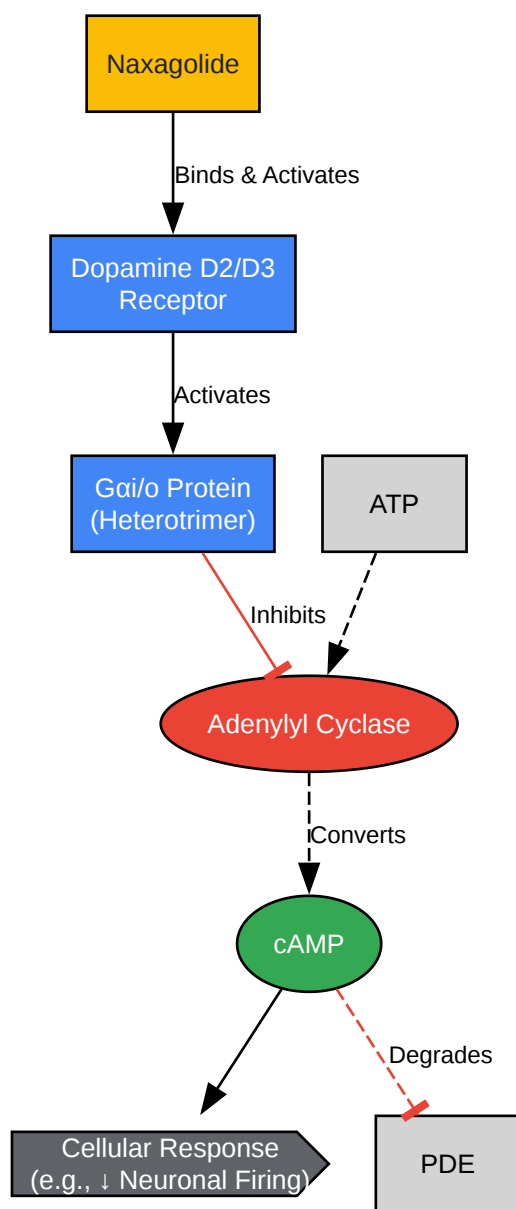 Naxagolide
Binds & Activates
Dopamine D2/D3
Receptor
Activates
Gαi/o Protein
(Heterotrimer)
ATP
Inhibits
Adenylyl Cyclase
Converts
cAMP
Degrades
Cellular Response
(e.g., ↓ Neuronal Firing)
PDE